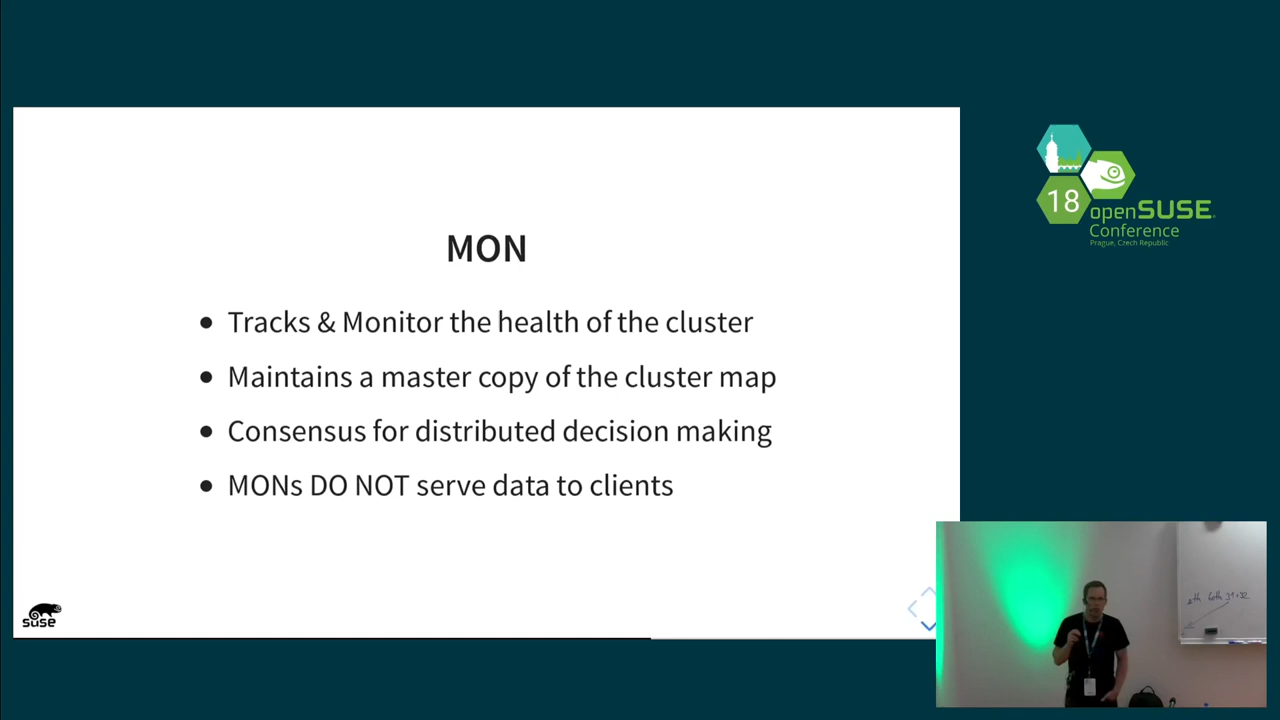 MON
Tracks & Monitor the health of the cluster
Maintains a master copy of the cluster map
Consensus for distributed decision making
MONs DO NOT serve data to clients
SUSE
18
openSUSE
Conference
Prague, Czech Republic